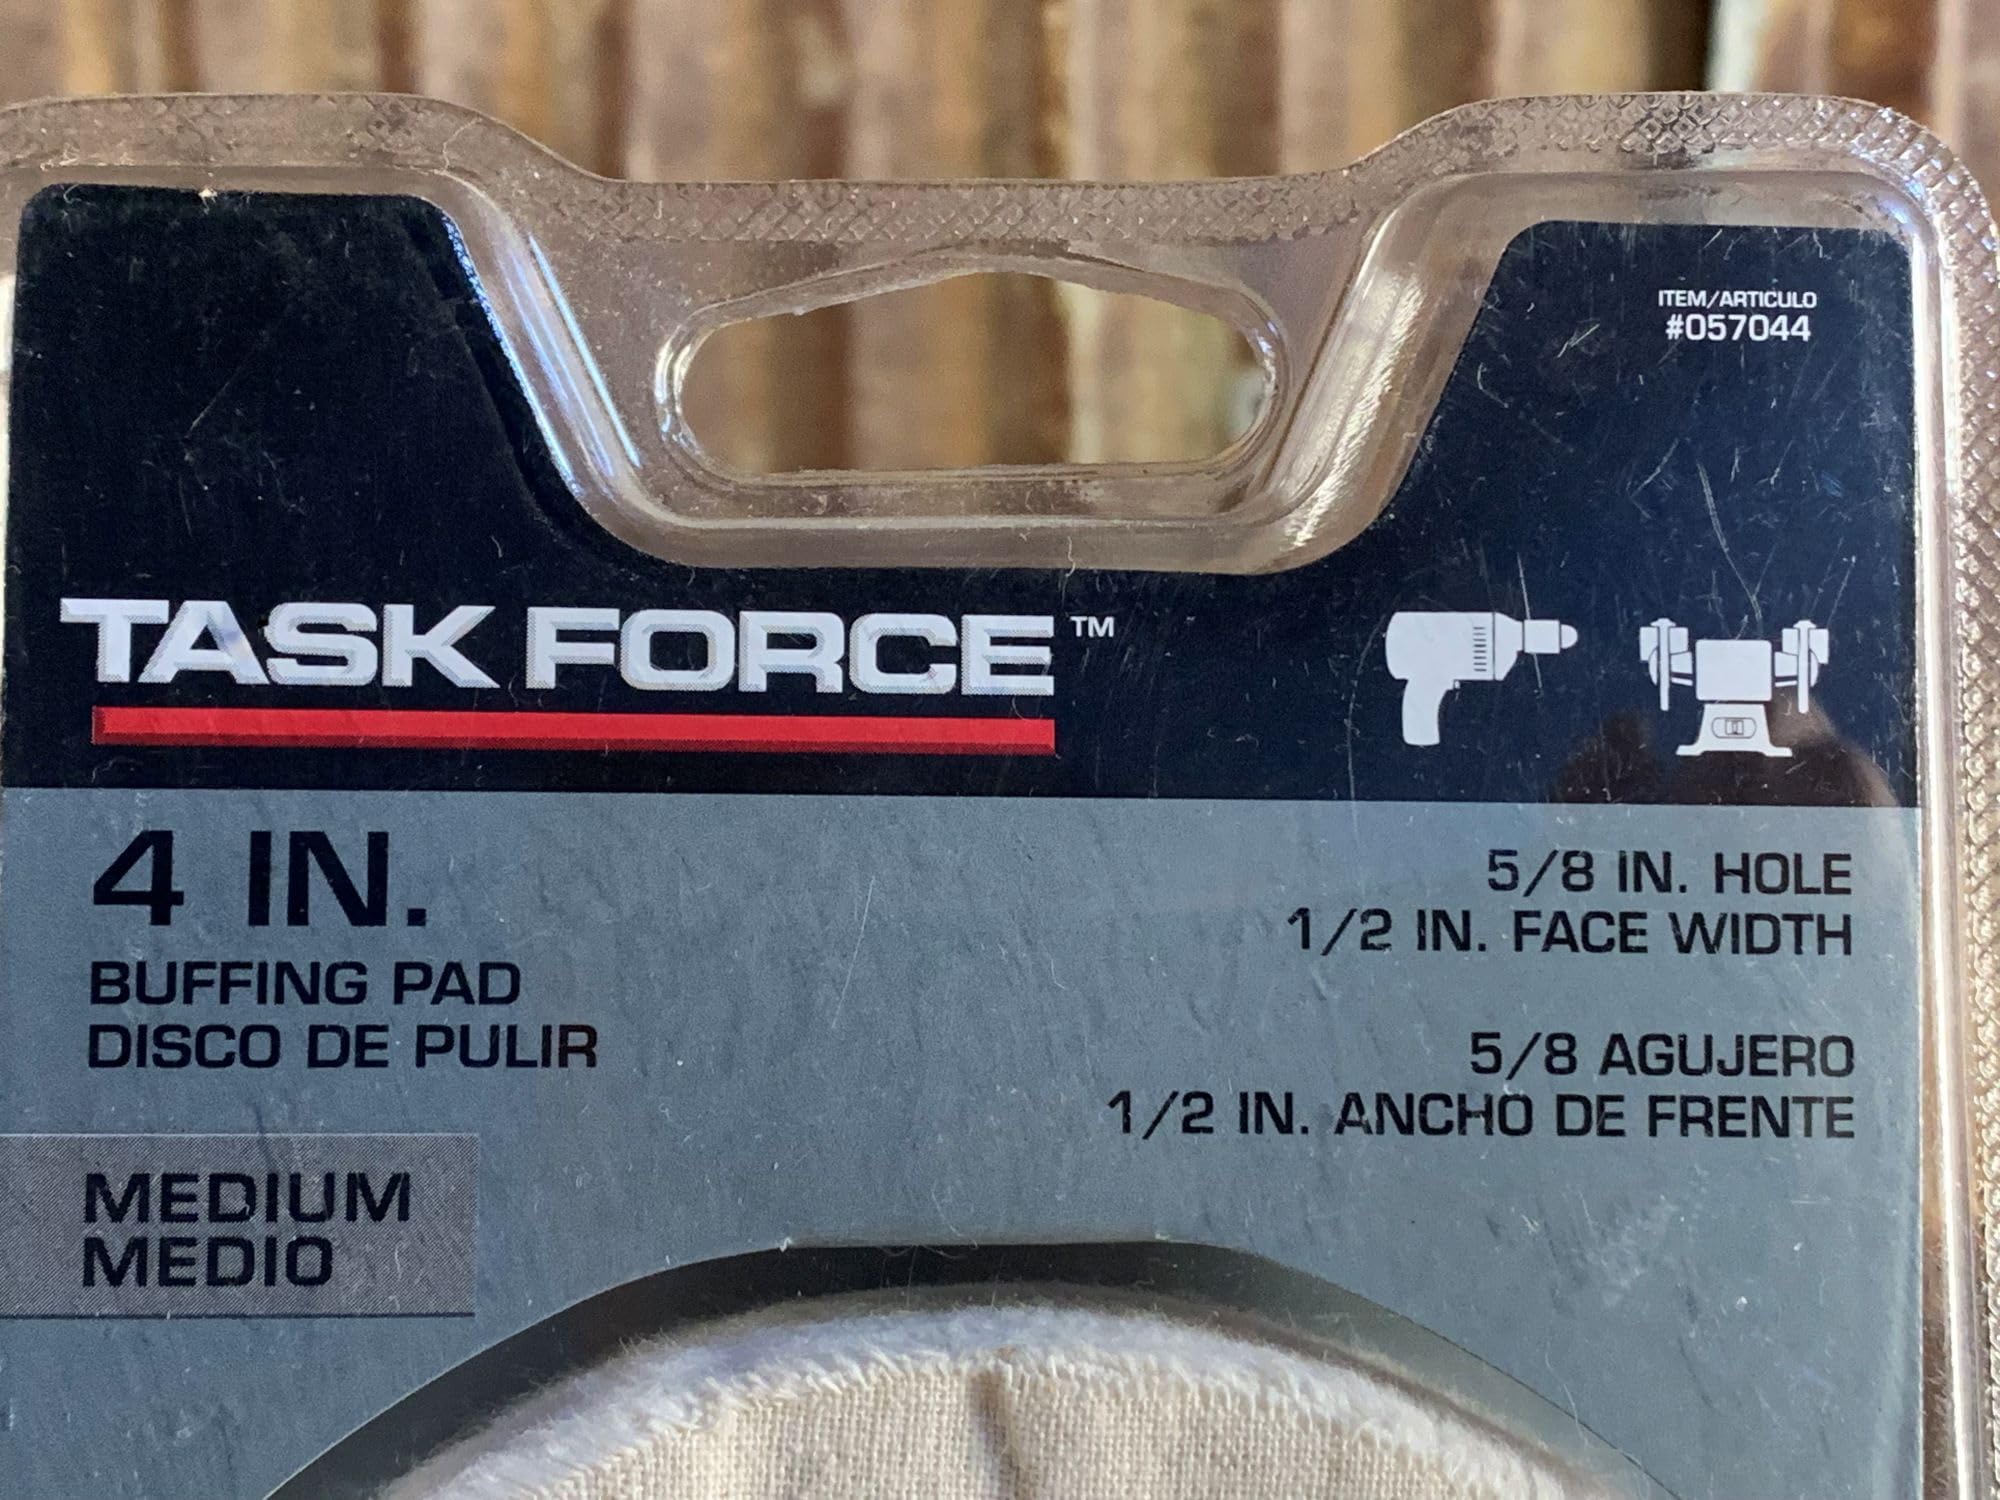 ITEM/ARTICULO
#057044
TASK FORCE™
4 IN.
BUFFING PAD
DISCO DE PULIR
5/8 IN. HOLE
1/2 IN. FACE WIDTH
5/8 AGUJERO
1/2 IN. ANCHO DE FRENTE
MEDIUM
MEDIO